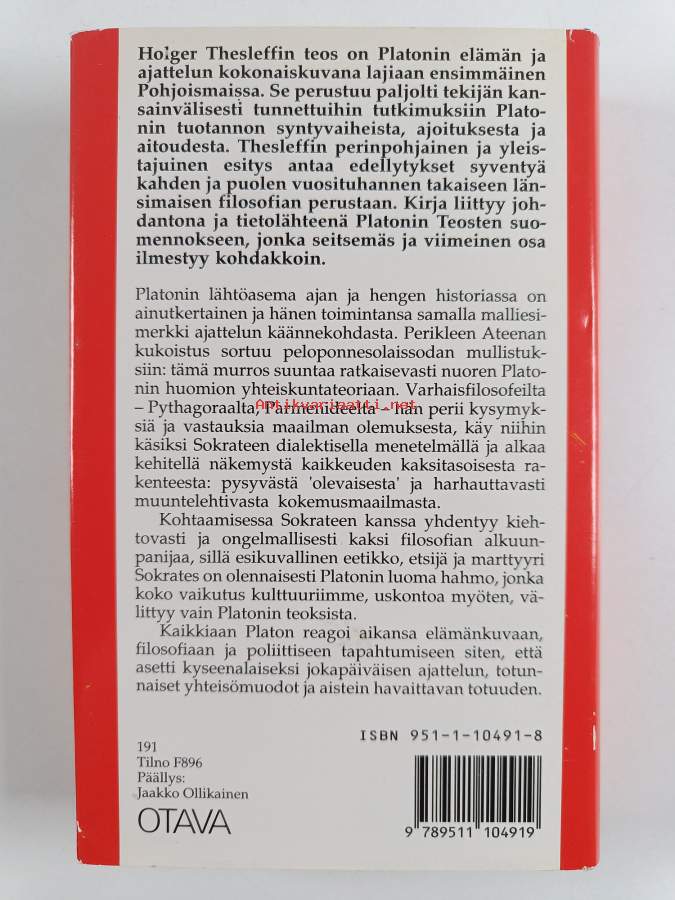 Holger Thesleffin teos on Platonin elämän ja
ajattelun kokonaiskuvana lajiaan ensimmäinen
Pohjoismaissa. Se perustuu paljolti tekijän kan-
sainvälisesti tunnettuihin tutkimuksiin Plato-
nin tuotannon syntyvaiheista, ajoituksesta ja
aitoudesta. Thesleffin perinpohjainen ja yleis-
tajuinen esitys antaa edellytykset syventyä
kahden ja puolen vuosituhannen takaiseen län-
simaisen filosofian perustaan. Kirja liittyy joh-
dantona ja tietolähteenä Platonin Teosten suo-
mennokseen, jonka seitsemäs ja viimeinen osa
ilmestyy kohdakkoin.
Platonin lähtöasema ajan ja hengen historiassa on
ainutkertainen ja hänen toimintansa samalla malliesi-
merkki ajattelun käännekohdasta. Perikleen Ateenan
kukoistus sortuu peloponnesolaissodan mullistuk-
siin: tämä murros suuntaa ratkaisevasti nuoren Plato-
nin huomion yhteiskuntateoriaan. Varhaisfilosofeilta
– Pythagoraalta, Parmenideelta – hän perii kysymyk-
Antikvariaatti.net
siä ja vastauksia maailman olemuksesta, käy niihin
käsiksi Sokrateen dialektisella menetelmällä ja alkaa
kehitellä näkemystä kaikkeuden kaksitasoisesta ra-
kenteesta: pysyvästä 'olevaisesta' ja harhauttavasti
muuntelehtivasta kokemusmaailmasta.
Kohtaamisessa Sokrateen kanssa yhdentyy kieh-
tovasti ja ongelmallisesti kaksi filosofian alkuun-
panijaa, sillä esikuvallinen eetikko, etsijä ja marttyyri
Sokrates on olennaisesti Platonin luoma hahmo, jonka
koko vaikutus kulttuuriimme, uskontoa myöten, vä-
littyy vain Platonin teoksista.
Kaikkiaan Platon reagoi aikansa elämänkuvaan,
filosofiaan ja poliittiseen tapahtumiseen siten, että
asetti kyseenalaiseksi jokapäiväisen ajattelun, totun-
naiset yhteisömuodot ja aistein havaittavan totuuden.
ISBN 951-1-10491-8
191
Tilno F896
Päällys:
Jaakko Ollikainen
OTAVA
9 789511 104919